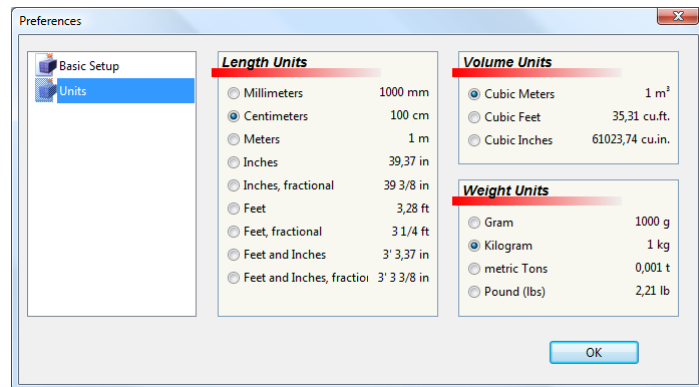 Preferences
Basic Setup
Units
Length Units
Millimeters 1000 mm
Centimeters 100 cm
Meters 1 m
Inches 39,37 in
Inches, fractional 39 3/8 in
Feet 3,28 ft
Feet, fractional 3 1/4 ft
Feet and Inches 3' 3,37 in
Feet and Inches, fraction 3' 3 3/8 in
Volume Units
Cubic Meters 1 m³
Cubic Feet 35,31 cu.ft.
Cubic Inches 61023,74 cu.in.
Weight Units
Gram 1000 g
Kilogram 1 kg
metric Tons 0,001 t
Pound (lbs) 2,21 lb
OK